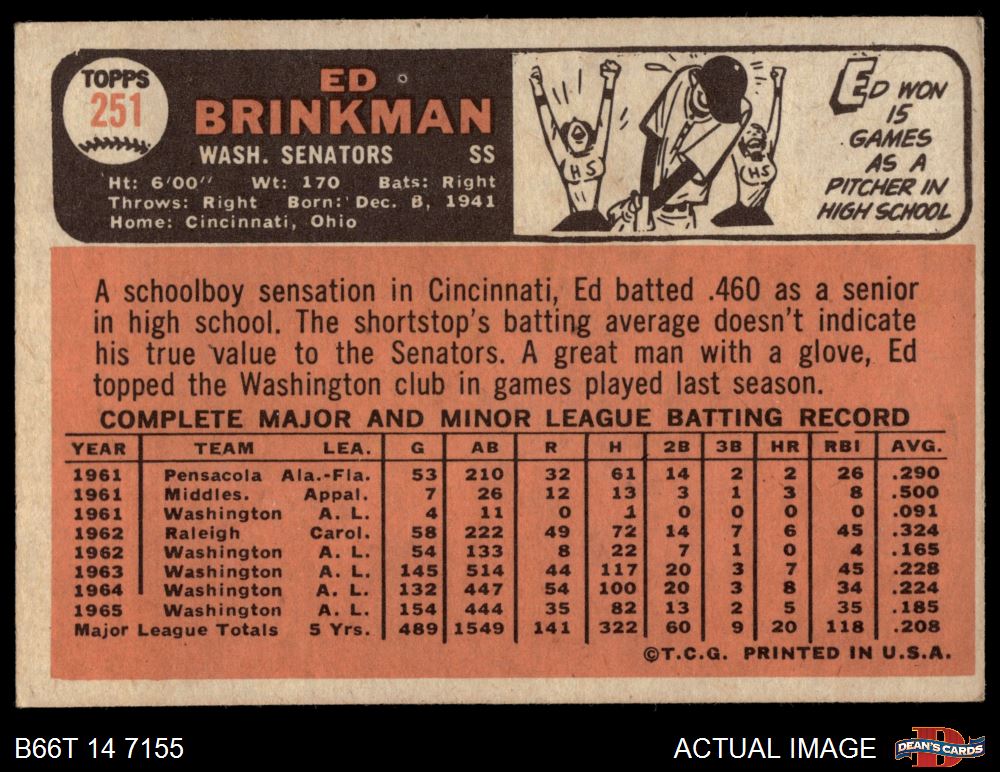 TOPPS
251
ED
BRINKMAN
WASH. SENATORS SS
Ht: 6'00" Wt: 170 Bats: Right
Throws: Right Born: Dec. 8, 1941
Home: Cincinnati, Ohio
HS
HS
ED WON
15
GAMES
AS A
PITCHER IN
HIGH SCHOOL
A schoolboy sensation in Cincinnati, Ed batted .460 as a senior
in high school. The shortstop's batting average doesn't indicate
his true value to the Senators. A great man with a glove, Ed
topped the Washington club in games played last season.
COMPLETE MAJOR AND MINOR LEAGUE BATTING RECORD
YEAR TEAM LEA. G AB R H 2B 3B HR RBI AVG.
1961 Pensacola Ala.-Fla. 53 210 32 61 14 2 2 26 .290
1961 Middles. Appal. 7 26 12 13 3 1 3 8 .500
1961 Washington A. L. 4 11 0 1 0 0 0 0 .091
1962 Raleigh Carol. 58 222 49 72 14 7 6 45 .324
1962 Washington A. L. 54 133 8 22 7 1 0 4 .165
1963 Washington A. L. 145 514 44 117 20 3 7 45 .228
1964 Washington A. L. 132 447 54 100 20 3 8 34 .224
1965 Washington A. L. 154 444 35 82 13 2 5 35 .185
Major League Totals 5 Yrs. 489 1549 141 322 60 9 20 118 .208
©T.C.G. PRINTED IN U.S.A.
B66T 14 7155
ACTUAL IMAGE
D
DEAN'S CARDS